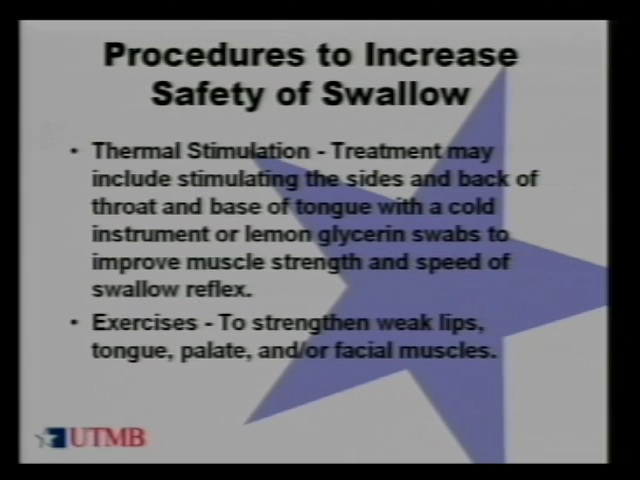 Procedures to Increase
Safety of Swallow
• Thermal Stimulation - Treatment may
include stimulating the sides and back of
throat and base of tongue with a cold
instrument or lemon glycerin swabs to
improve muscle strength and speed of
swallow reflex.
• Exercises - To strengthen weak lips,
tongue, palate, and/or facial muscles.
UTMB